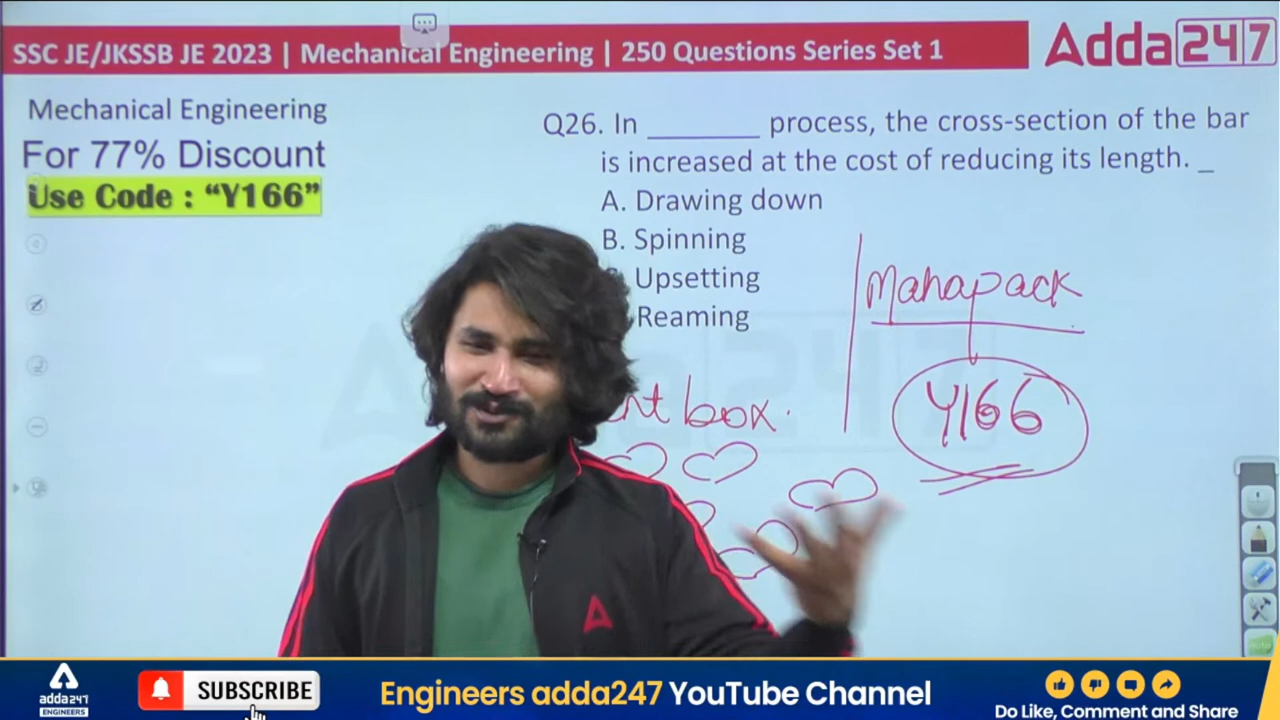 SSC JE/JKSSB JE 2023 | Mechanical Engineering | 250 Questions Series Set 1
Adda247
Mechanical Engineering
For 77% Discount
Use Code : “Y166”
Q26. In _______ process, the cross-section of the bar
is increased at the cost of reducing its length. _
A. Drawing down
B. Spinning
Upsetting
Reaming
Mahapack
Y166
box.
adda247
ENGINEERS
SUBSCRIBE
Engineers adda247 YouTube Channel
Do Like, Comment and Share